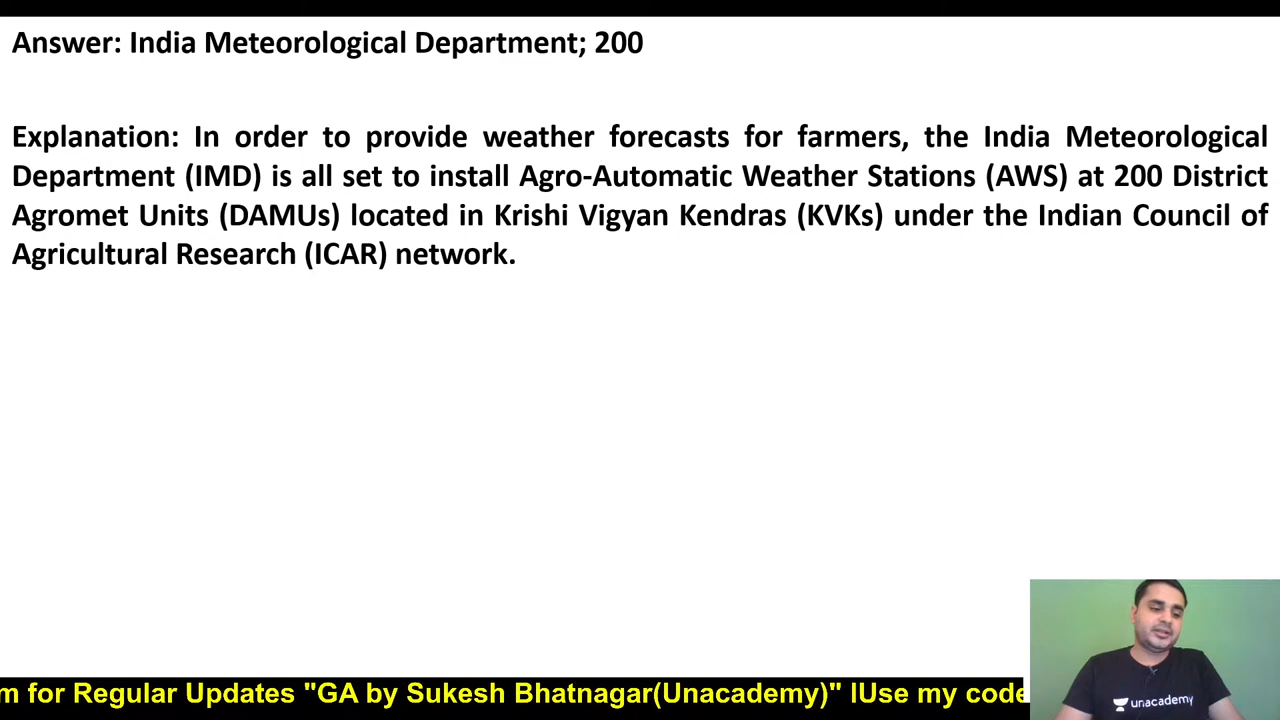 Answer: India Meteorological Department; 200
Explanation: In order to provide weather forecasts for farmers, the India Meteorological
Department (IMD) is all set to install Agro-Automatic Weather Stations (AWS) at 200 District
Agromet Units (DAMUs) located in Krishi Vigyan Kendras (KVKs) under the Indian Council of
Agricultural Research (ICAR) network.
m for Regular Updates "GA by Sukesh Bhatnagar(Unacademy)" lUse my code
unacademy